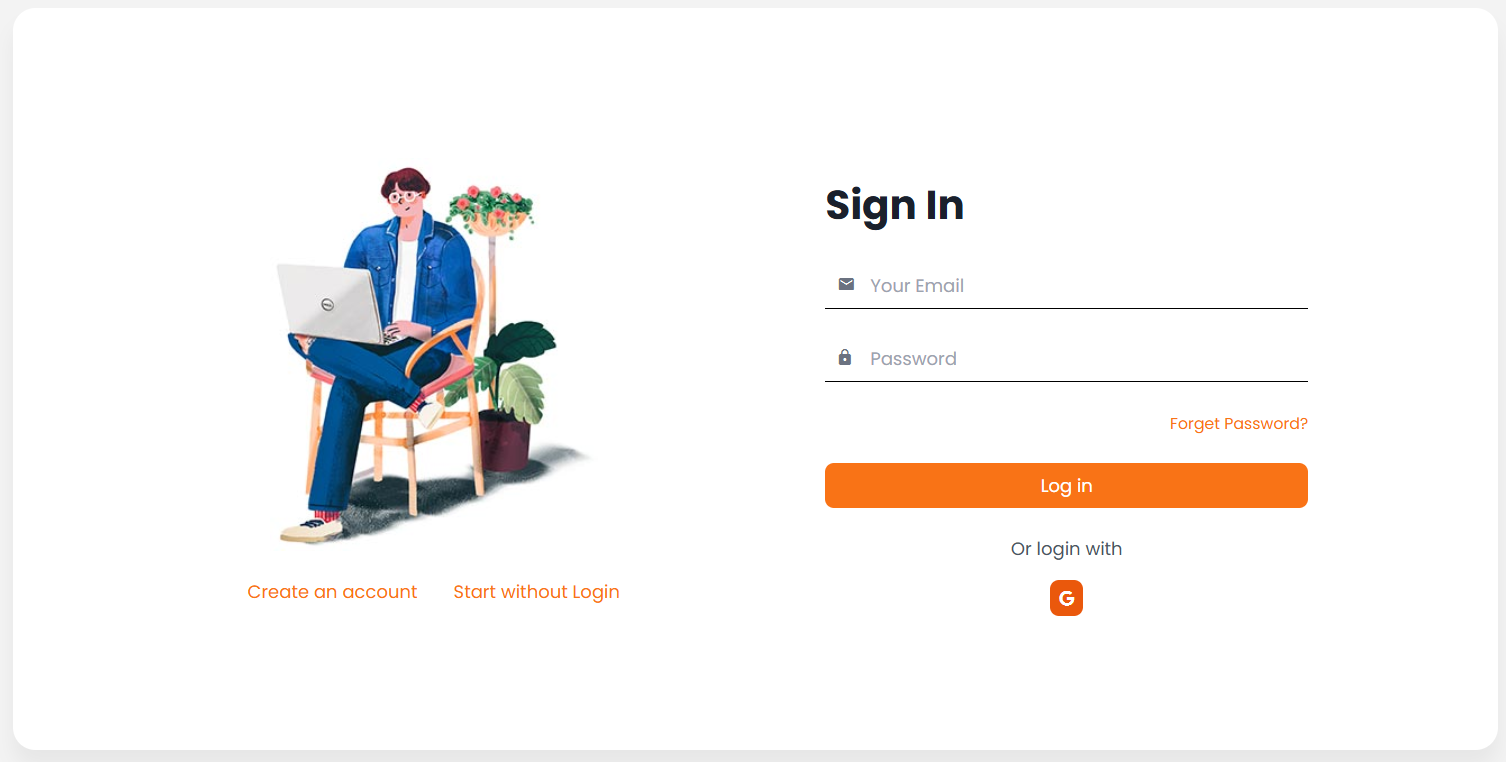 Sign In
Your Email
Password
Forget Password?
Log in
Or login with
G
Create an account
Start without Login